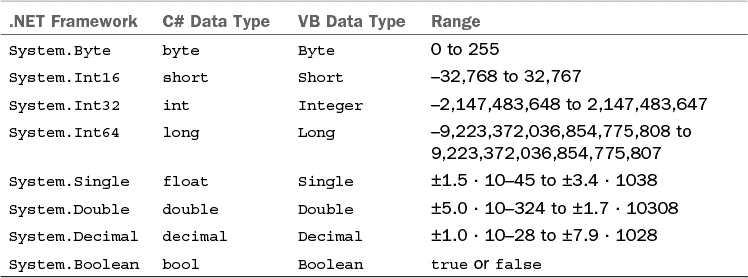 .NET Framework C# Data Type VB Data Type Range
System.Byte byte Byte 0 to 255
System.Int16 short Short –32,768 to 32,767
System.Int32 int Integer –2,147,483,648 to 2,147,483,647
System.Int64 long Long –9,223,372,036,854,775,808 to
9,223,372,036,854,775,807
System.Single float Single ±1.5 · 10–45 to ±3.4 · 1038
System.Double double Double ±5.0 · 10–324 to ±1.7 · 10308
System.Decimal decimal Decimal ±1.0 · 10–28 to ±7.9 · 1028
System.Boolean bool Boolean true or false